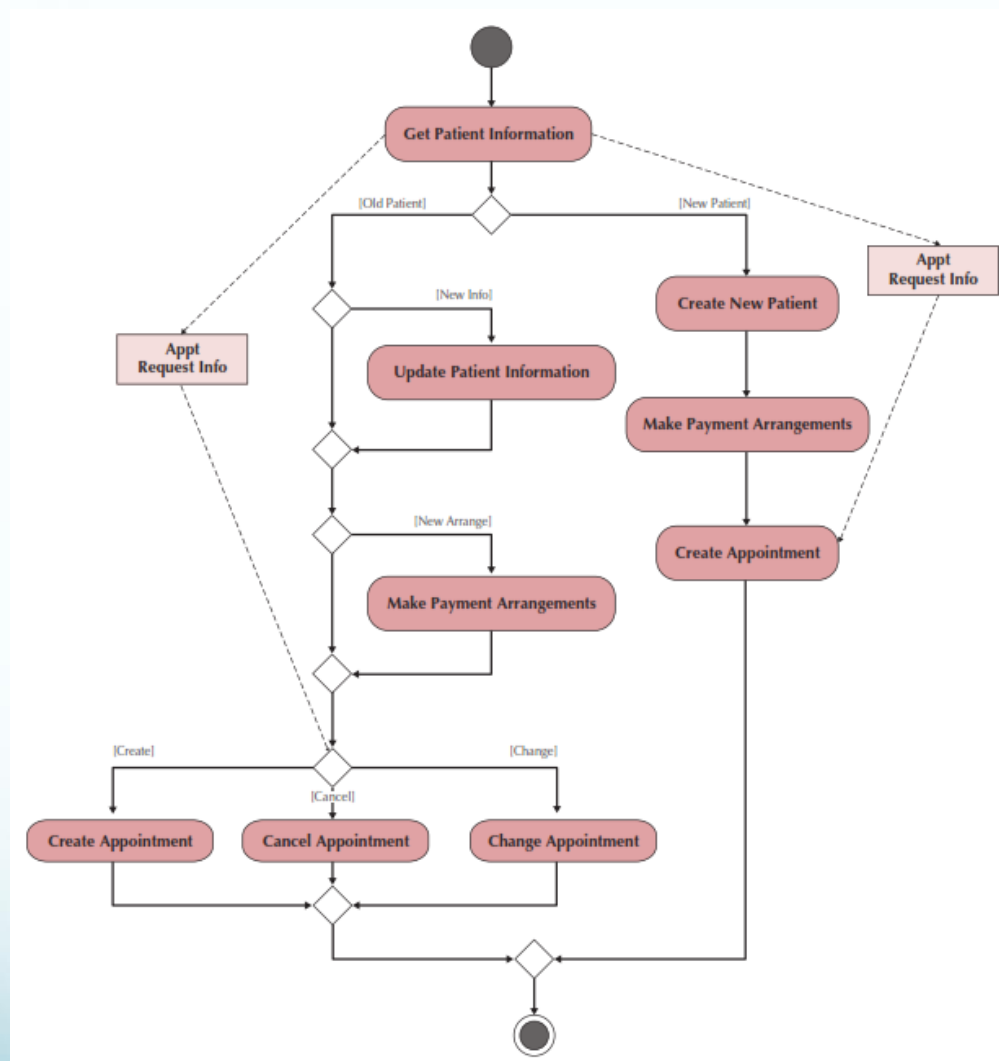 Get Patient Information
[Old Patient]
[New Patient]
Appt
Request Info
Create New Patient
[New Info]
Appt
Request Info
Update Patient Information
Make Payment Arrangements
[New Arrange]
Create Appointment
Make Payment Arrangements
[Create]
[Change]
[Cancel]
Create Appointment
Cancel Appointment
Change Appointment